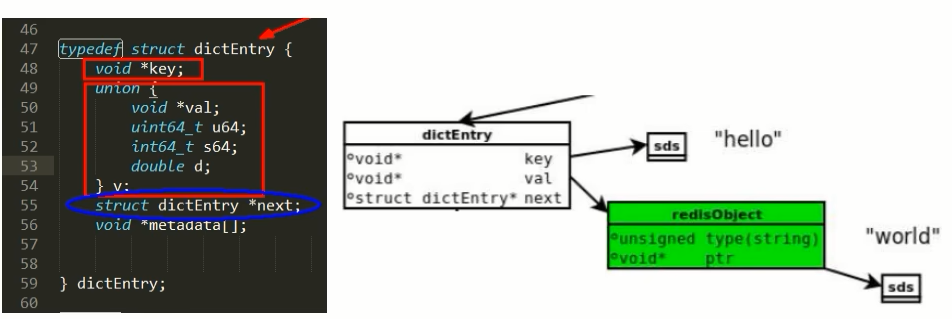 46
47 typedef struct dictEntry {
48 void *key;
49 union {
50 void *val;
51 uint64_t u64;
52 int64_t s64;
53 double d;
54 } v;
55 struct dictEntry *next;
56 void *metadata[];
57
58
59 } dictEntry;
60
dictEntry
void* key
void* val
struct dictEntry* next
sds
"hello"
redisObject
unsigned type(string)
void* ptr
"world"
sds